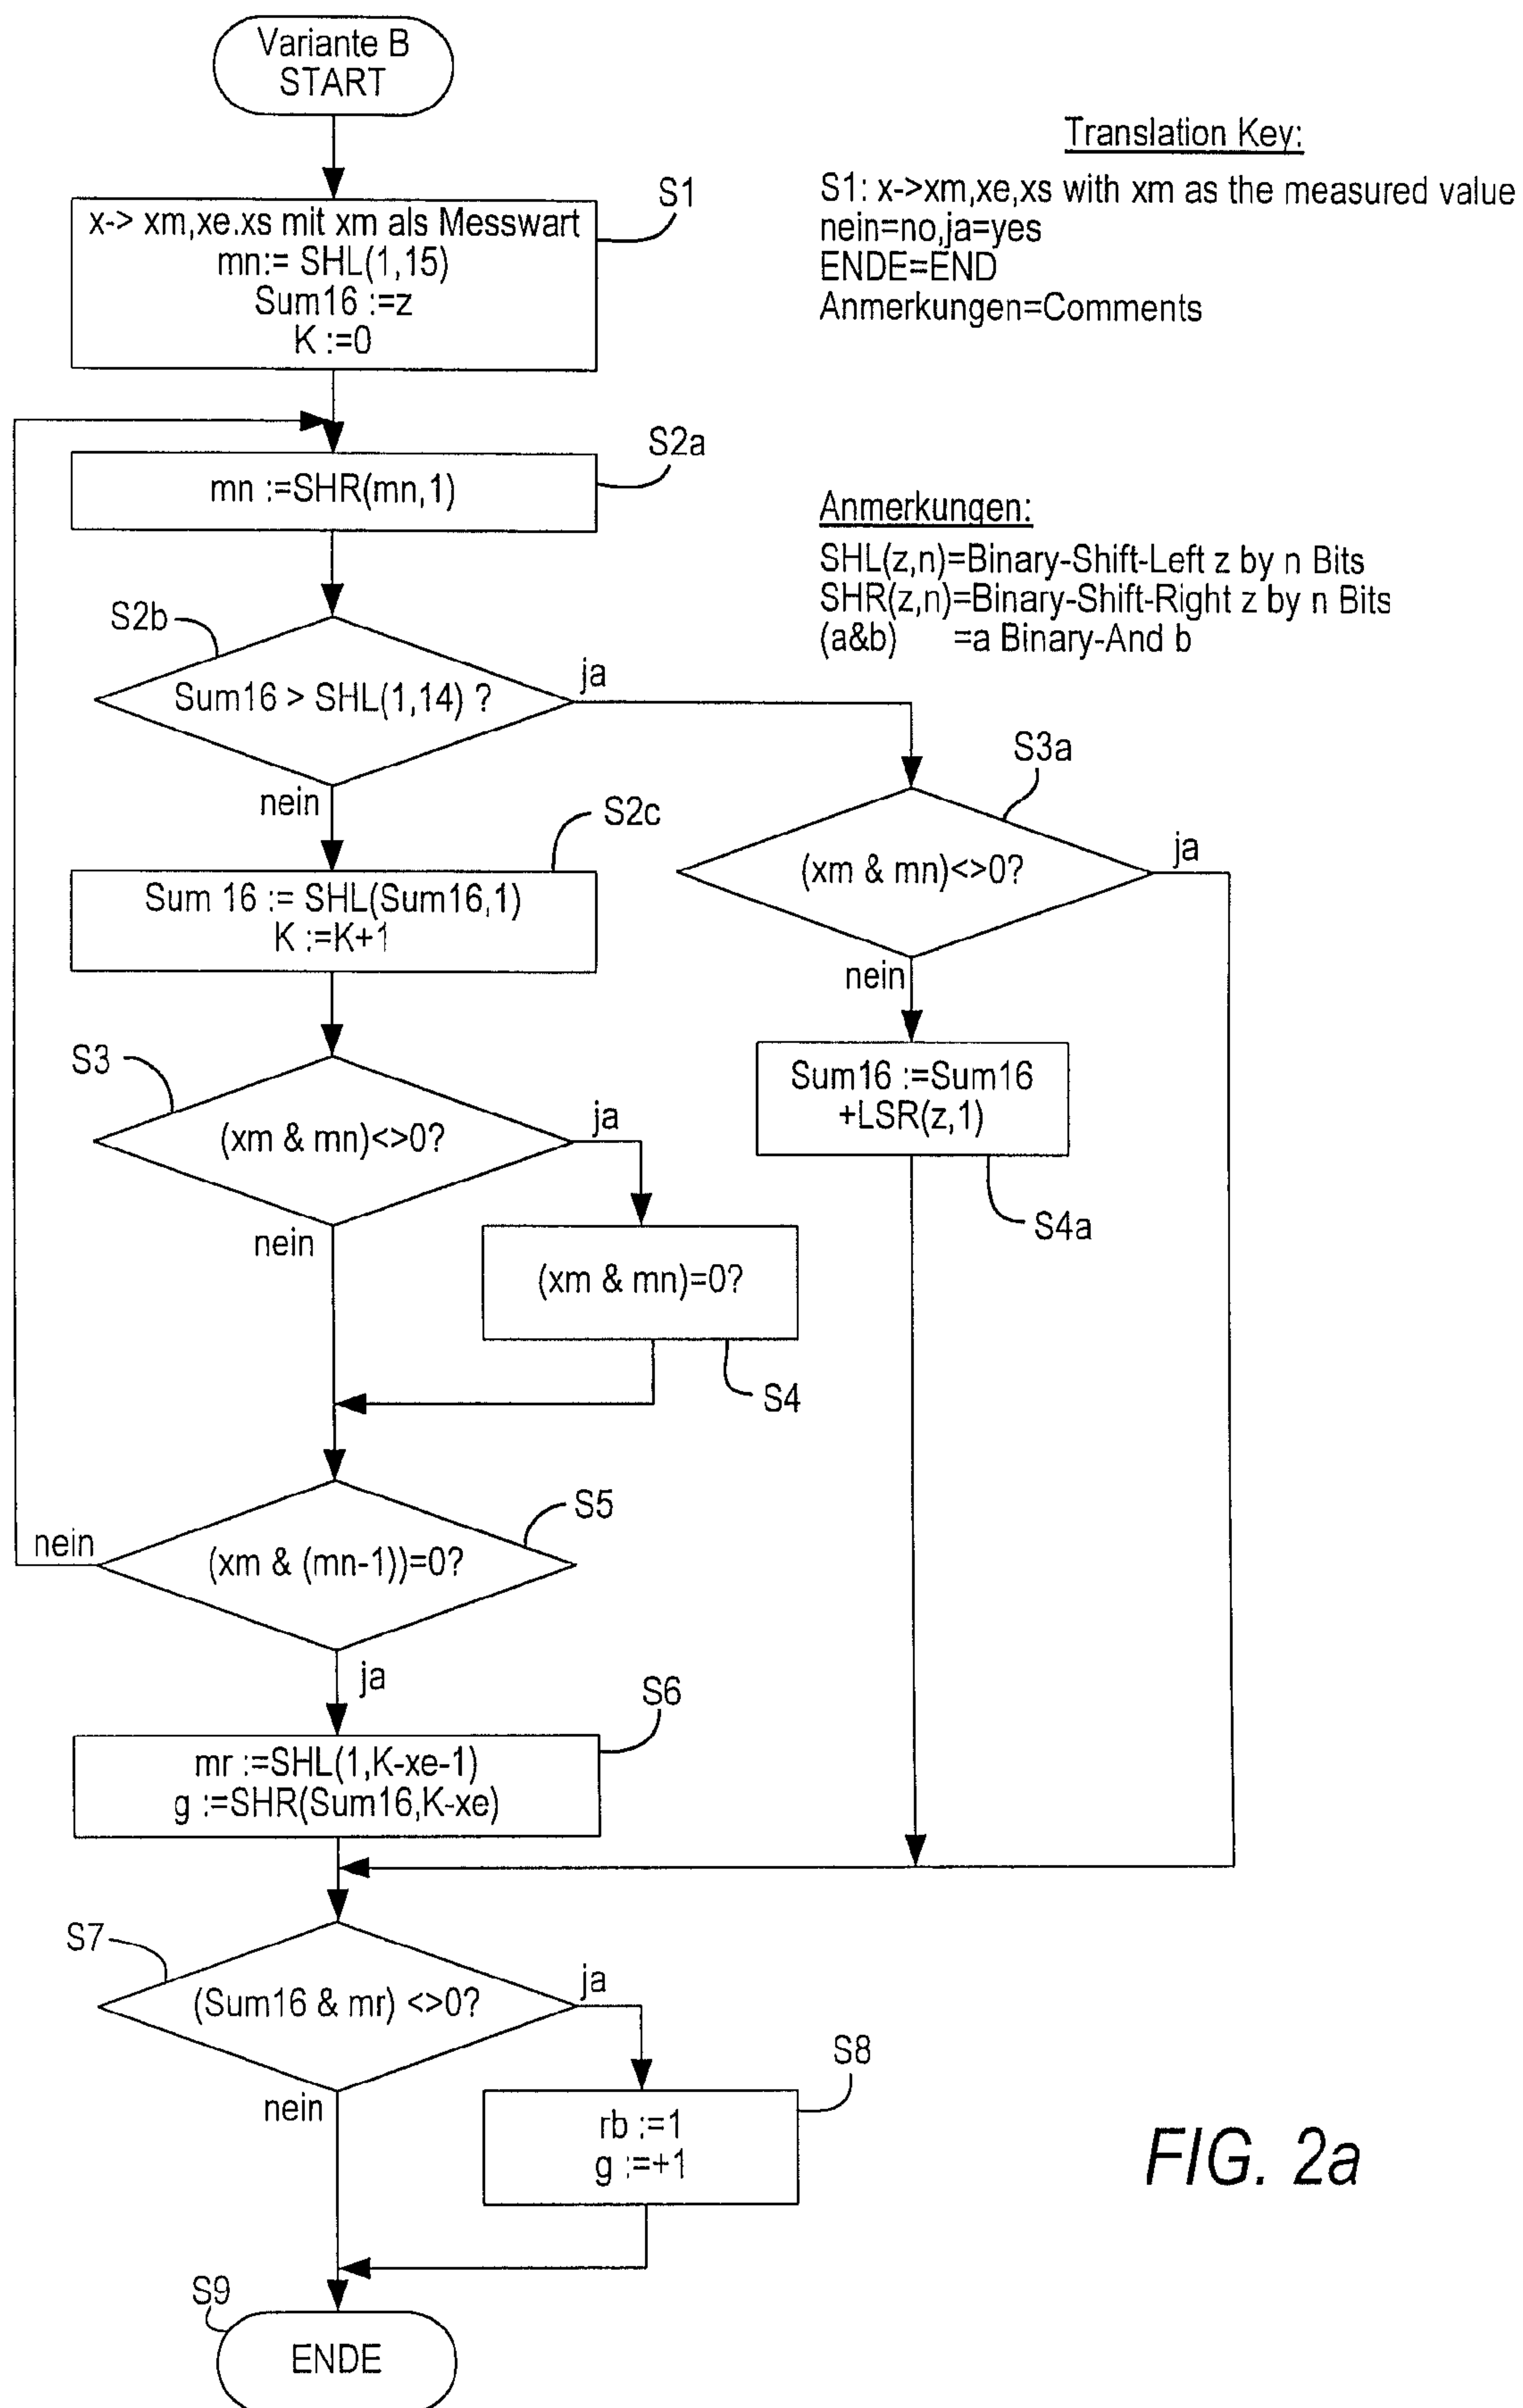 Variante B
START
Translation Key:
S1: x->xm,xe,xs with xm as the measured value
nein=no,ja=yes
ENDE=END
Anmerkungen=Comments
S1
x-> xm,xe.xs mit xm als Messwart
mn:= SHL(1,15)
Sum16 :=z
K :=0
S2a
mn :=SHR(mn,1)
Anmerkungen:
SHL(z,n)=Binary-Shift-Left z by n Bits
SHR(z,n)=Binary-Shift-Right z by n Bits
(a&b) =a Binary-And b
S2b
Sum16 > SHL(1,14) ?
ja
nein
S3a
(xm & mn)<>0?
ja
nein
S2c
Sum 16 := SHL(Sum16,1)
K :=K+1
Sum16 :=Sum16
+LSR(z,1)
S4a
S3
(xm & mn)<>0?
ja
nein
(xm & mn)=0?
S4
S5
nein
(xm & (mn-1))=0?
ja
S6
mr :=SHL(1,K-xe-1)
g :=SHR(Sum16,K-xe)
S7
(Sum16 & mr) <>0?
ja
nein
S8
rb :=1
g :=+1
S9
ENDE
FIG. 2a